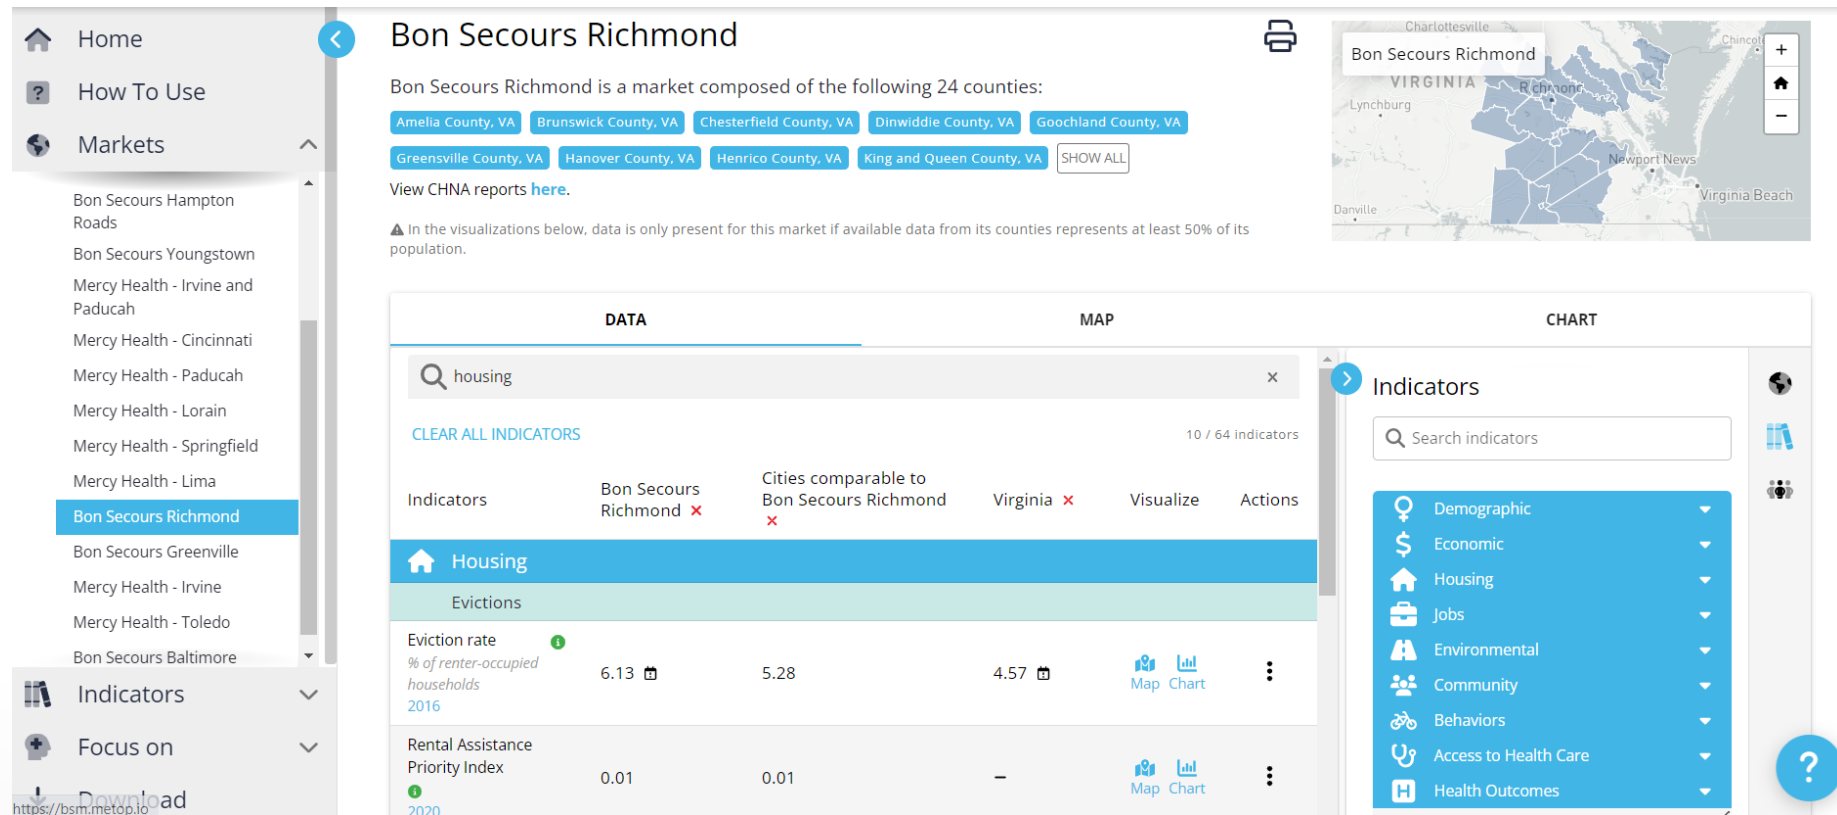 Home
How To Use
Markets
Bon Secours Hampton
Roads
Bon Secours Youngstown
Mercy Health - Irvine and
Paducah
Mercy Health - Cincinnati
Mercy Health - Paducah
Mercy Health - Lorain
Mercy Health - Springfield
Mercy Health - Lima
Bon Secours Richmond
Bon Secours Greenville
Mercy Health - Irvine
Mercy Health - Toledo
Bon Secours Baltimore
Indicators
Focus on
Download
https://bsm.metop.io
Bon Secours Richmond
Bon Secours Richmond is a market composed of the following 24 counties:
Amelia County, VA Brunswick County, VA Chesterfield County, VA Dinwiddie County, VA Goochland County, VA
Greensville County, VA Hanover County, VA Henrico County, VA King and Queen County, VA SHOW ALL
View CHNA reports here.
In the visualizations below, data is only present for this market if available data from its counties represents at least 50% of its
population.
Charlottesville
Chincot
Bon Secours Richmond
VIRGINIA
Richmond
Lynchburg
Newport News
Virginia Beach
Danville
+
−
DATA MAP CHART
housing ×
CLEAR ALL INDICATORS 10 / 64 indicators
Indicators
Bon Secours
Richmond ×
Cities comparable to
Bon Secours Richmond
×
Virginia × Visualize Actions
Housing
Evictions
Eviction rate
% of renter-occupied
households
2016
6.13 5.28 4.57
Map Chart
Rental Assistance
Priority Index
2020
0.01 0.01 –
Map Chart
Indicators
Search indicators
Demographic
Economic
Housing
Jobs
Environmental
Community
Behaviors
Access to Health Care
Health Outcomes
?